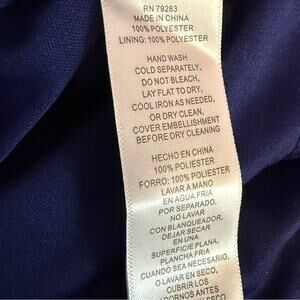 RN 79283
MADE IN CHINA
100% POLYESTER
LINING: 100% POLYESTER
HAND WASH
COLD SEPARATELY,
DO NOT BLEACH,
LAY FLAT TO DRY,
COOL IRON AS NEEDED,
OR DRY CLEAN,
COVER EMBELLISHMENT
BEFORE DRY CLEANING
HECHO EN CHINA
100% POLIESTER
FORRO: 100% POLIESTER
LAVAR A MANO
EN AGUA FRIA
POR SEPARADO,
NO LAVAR
CON BLANQUEADOR,
DEJAR SECAR
EN UNA
SUPERFICIE PLANA,
PLANCHA FRIA
CUANDO SEA NECESARIO,
O LAVAR EN SECO,
CUBRIR LOS
ADORNOS ANTES